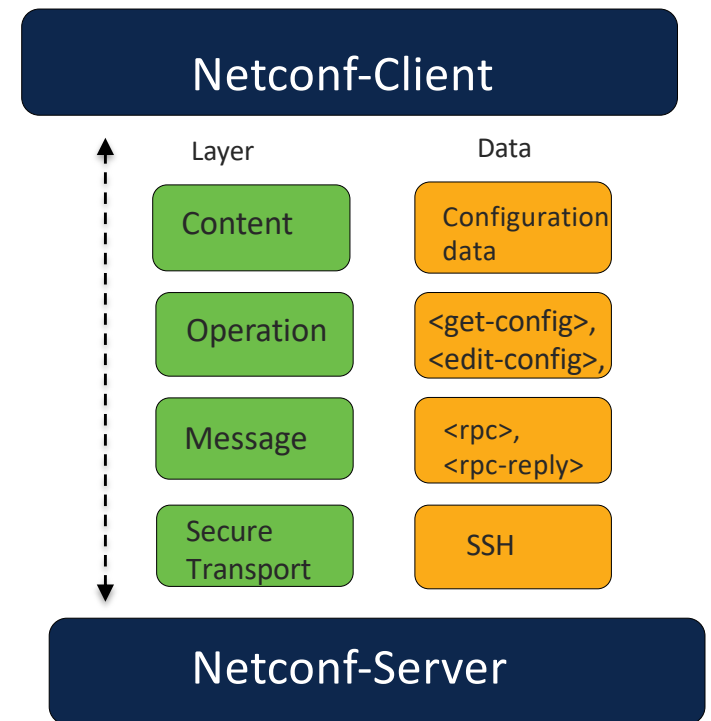 Netconf-Client
Layer
Data
Content
Configuration
data
Operation
<get-config>,
<edit-config>,
Message
<rpc>,
<rpc-reply>
Secure
Transport
SSH
Netconf-Server